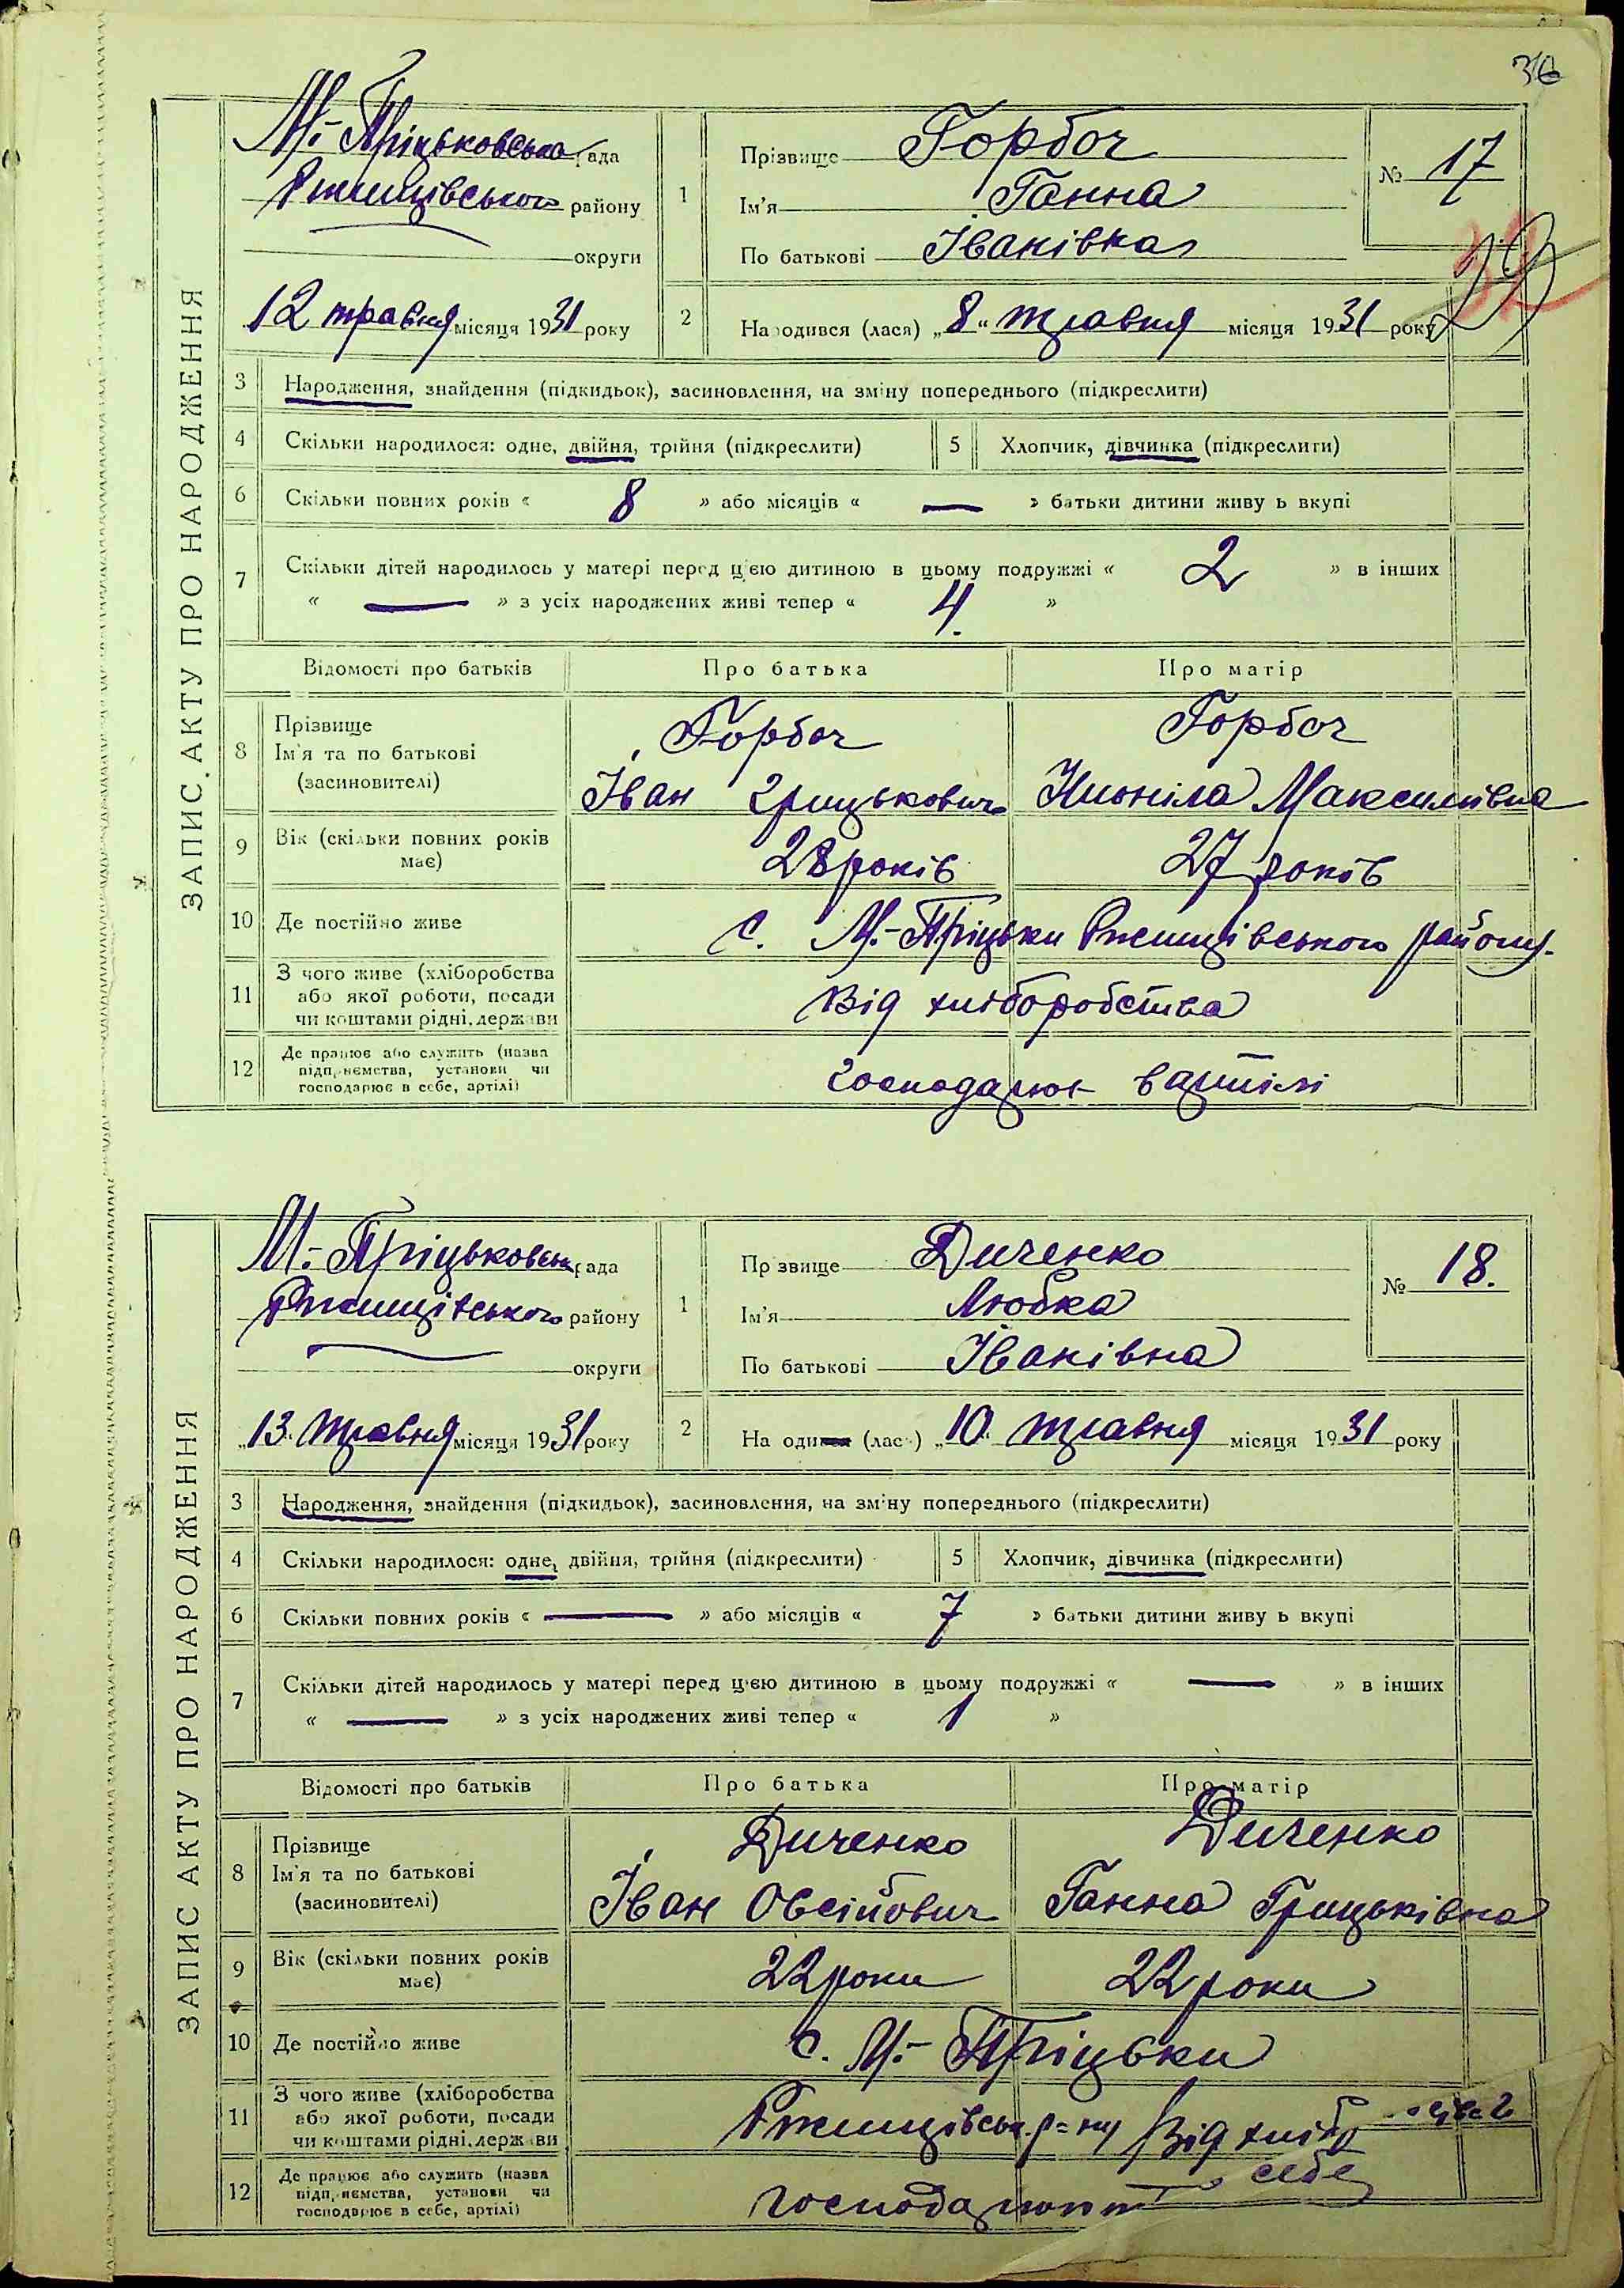 36
ЗАПИС АКТУ ПРО НАРОДЖЕННЯ
М.-Пріцьковська рада
Ржищівського району
округи
12 травня місяця 1931 року
1
Прізвище Горбач
Ім'я Ганна
По батькові Іванівна
№ 17
2
Народився (лася) „8“ травня місяця 1931 року
3 Народження, знайдення (підкидьок), засиновлення, на зміну попереднього (підкреслити)
4 Скільки народилося: одне, двійня, трійня (підкреслити) 5 Хлопчик, дівчинка (підкреслити)
6 Скільки повних років « 8 » або місяців « — » батьки дитини живуть вкупі
7 Скільки дітей народилось у матері перед цією дитиною в цьому подружжі « 2 » в інших
« — » з усіх народжених живі тепер « 4. »
Відомості про батьків Про батька Про матір
8 Прізвище
Ім'я та по батькові
(засновителі)
Горбач Горбач
Іван Грицькович Максимівна
9 Вік (скільки повних років
має)
28 років 27 років
10 Де постійно живе
с. М.-Пріцьки Ржищівського району.
11 З чого живе (хліборобства
або якої роботи, посади
чи коштами рідні, держави
Від хліборобства
12 Де працює або служить (назва
підприємства, установи чи
господарює в себе, артілі)
господарює в артілі
ЗАПИС АКТУ ПРО НАРОДЖЕННЯ
М.-Пріцьковська рада
Ржищівського району
округи
„13. травня місяця 1931 року
1
Прізвище Диченко
Ім'я Любка
По батькові Іванівна
№ 18.
2
„10. травня місяця 1931 року
3 Народження, знайдення (підкидьок), засиновлення, на зміну попереднього (підкреслити)
4 Скільки народилося: одне, двійня, трійня (підкреслити) 5 Хлопчик, дівчинка (підкреслити)
6 Скільки повних років « — » або місяців « 7 » батьки дитини живуть вкупі
7 Скільки дітей народилось у матері перед цією дитиною в цьому подружжі « — » в інших
« — » з усіх народжених живі тепер « 1 »
Відомості про батьків Про батька Про матір
8 Прізвище
Ім'я та по батькові
(засиновителі)
Диченко Диченко
Іван Овсійович Ганна Грицьківна
9 Вік (скільки повних років
має)
22 роки 22 роки
10 Де постійно живе
с. М.-Пріцьки
11 З чого живе (хліборобства
або якої роботи, посади
чи коштами рідні, держави
Ржищівськ. р=ну Від
12 Де працює або служить (назва
підприємства, установи чи
господарює в себе, артілі)
господарюют себе